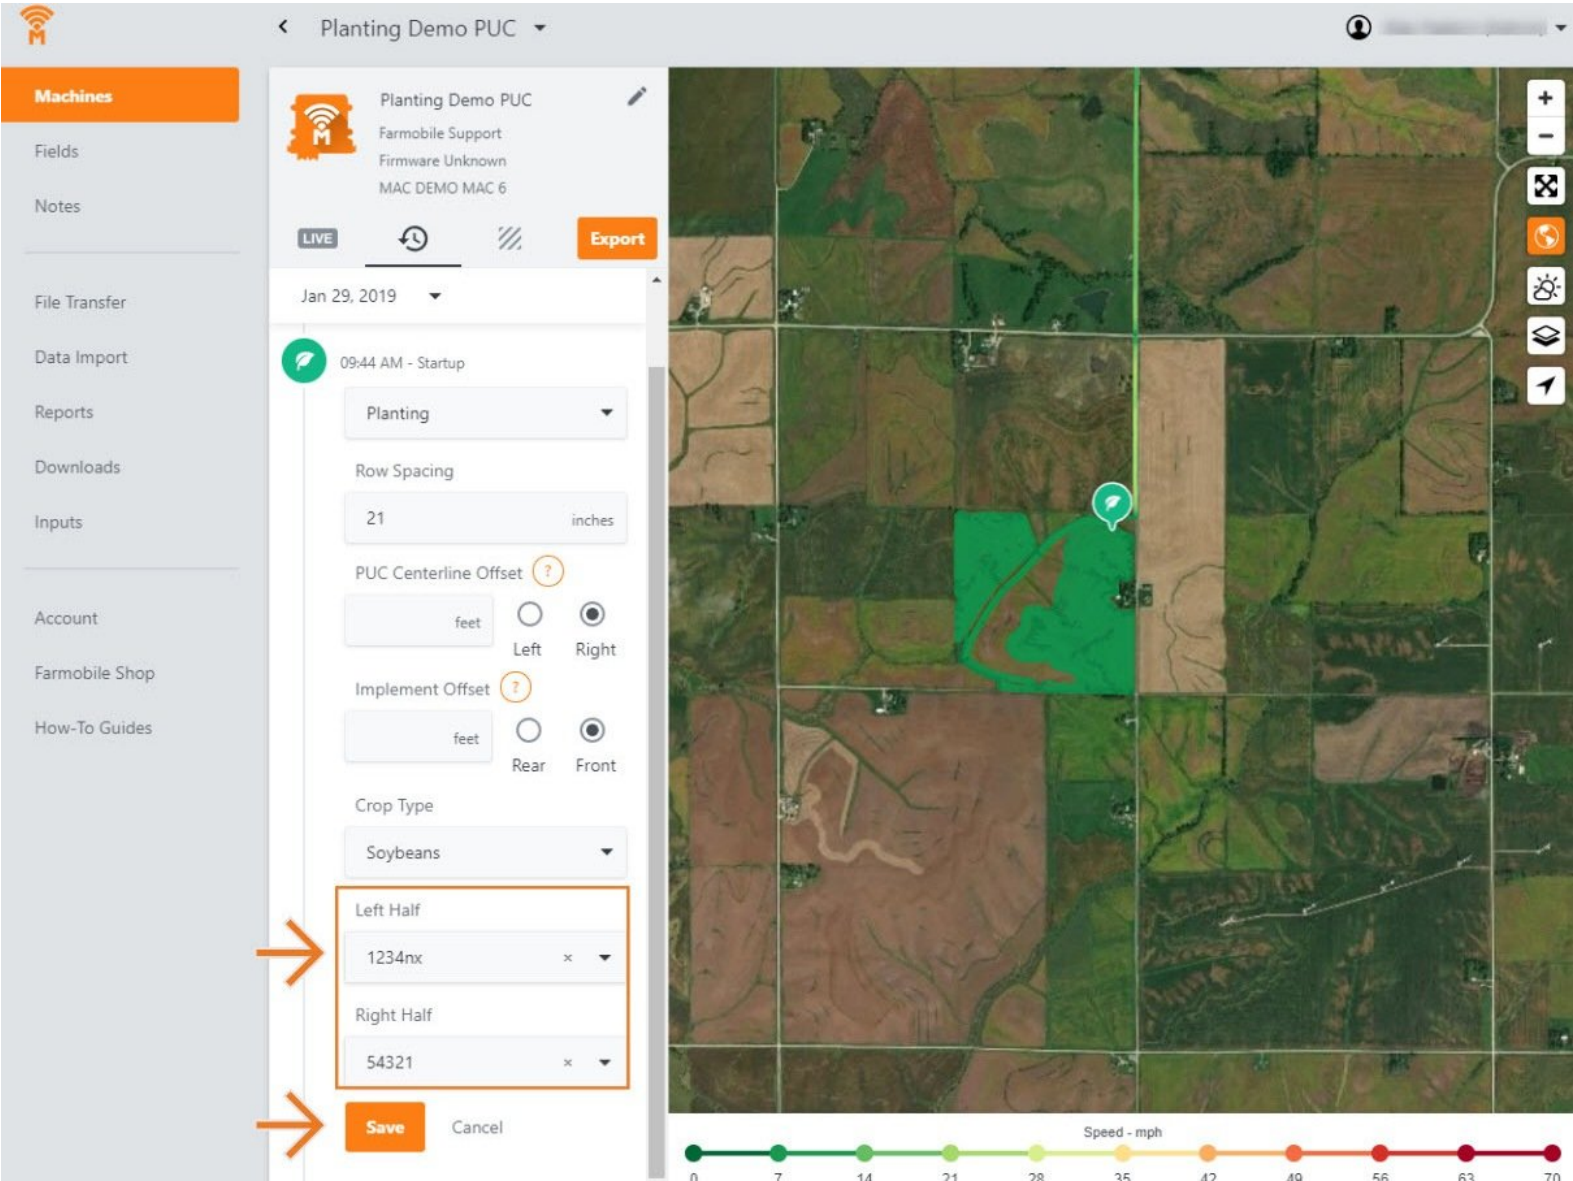 M
Planting Demo PUC
Machines
Fields
Notes
File Transfer
Data Import
Reports
Downloads
Inputs
Account
Farmobile Shop
How-To Guides
M
Planting Demo PUC
Farmobile Support
Firmware Unknown
MAC DEMO MAC 6
LIVE
Export
Jan 29, 2019
09:44 AM - Startup
Planting
Row Spacing
21 inches
PUC Centerline Offset ?
feet
Left Right
Implement Offset ?
feet
Rear Front
Crop Type
Soybeans
Left Half
1234nx ×
Right Half
54321 ×
Save Cancel
+
−
Speed - mph
0 7 14 21 28 35 42 49 56 63 70